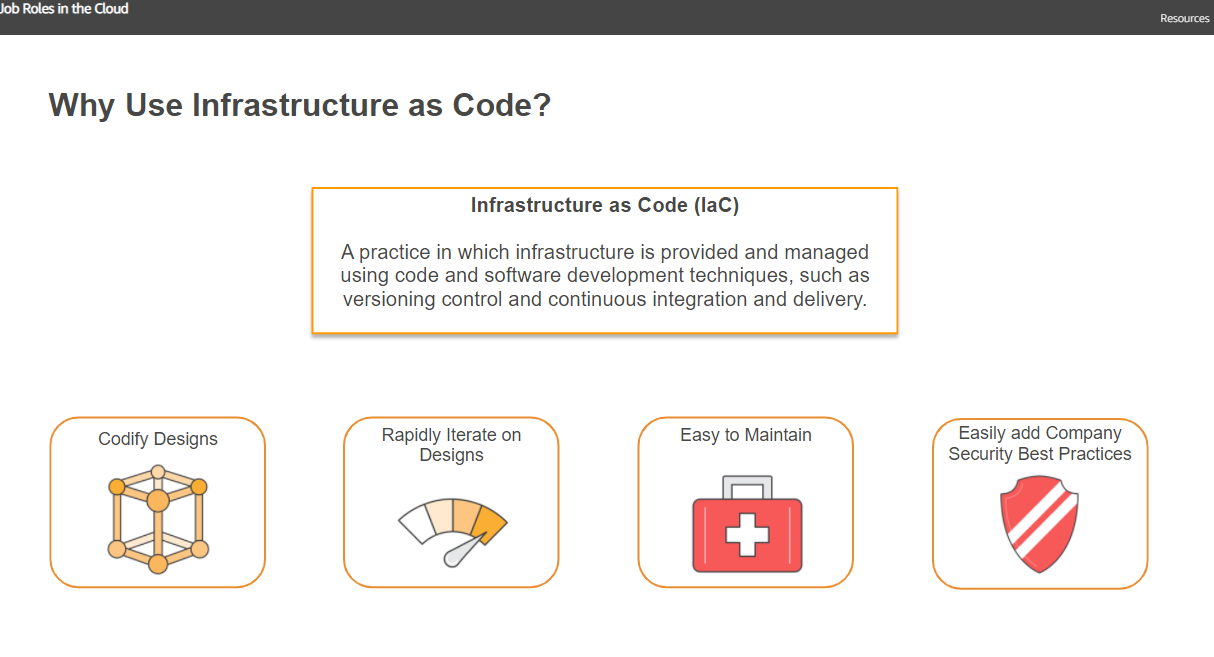 Job Roles in the Cloud
Resources
Why Use Infrastructure as Code?
Infrastructure as Code (IaC)
A practice in which infrastructure is provided and managed
using code and software development techniques, such as
versioning control and continuous integration and delivery.
Codify Designs
Rapidly Iterate on
Designs
Easy to Maintain
Easily add Company
Security Best Practices